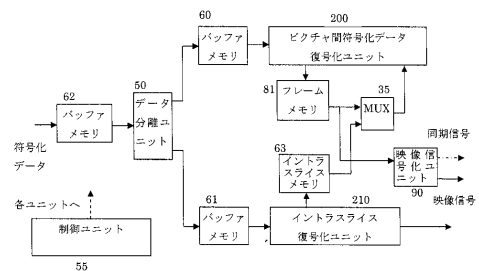 60
バッファ
メモリ
200
ピクチャ間符号化データ
復号化ユニット
62
バッファ
メモリ
50
データ
分離ユ
ニット
81
フレーム
メモリ
35
MUX
符号化
データ
63
イントラ
スライス
メモリ
同期信号
映像信
号化ユ
ニット
90
映像信号
各ユニットへ
制御ユニット
55
61
バッファ
メモリ
210
イントラスライス
復号化ユニット